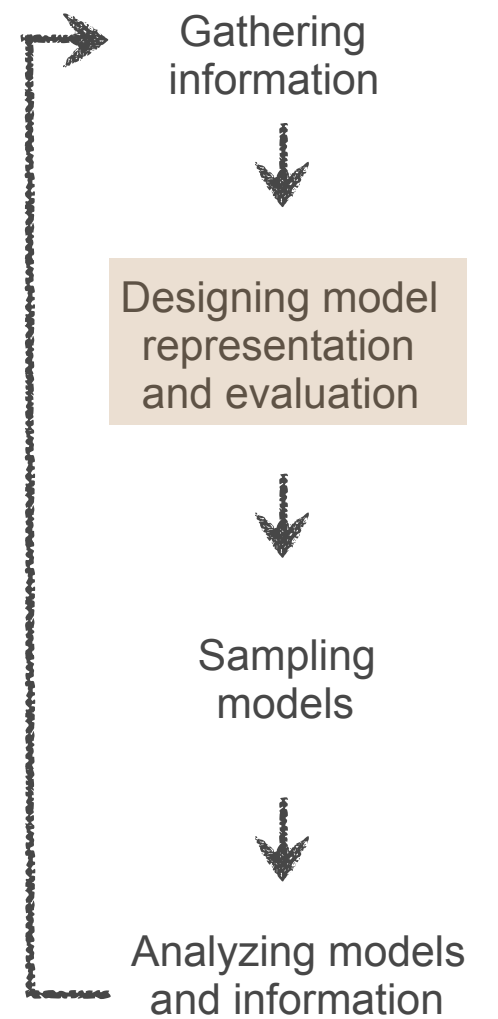 Gathering
information
Designing model
representation
and evaluation
Sampling
models
Analyzing models
and information